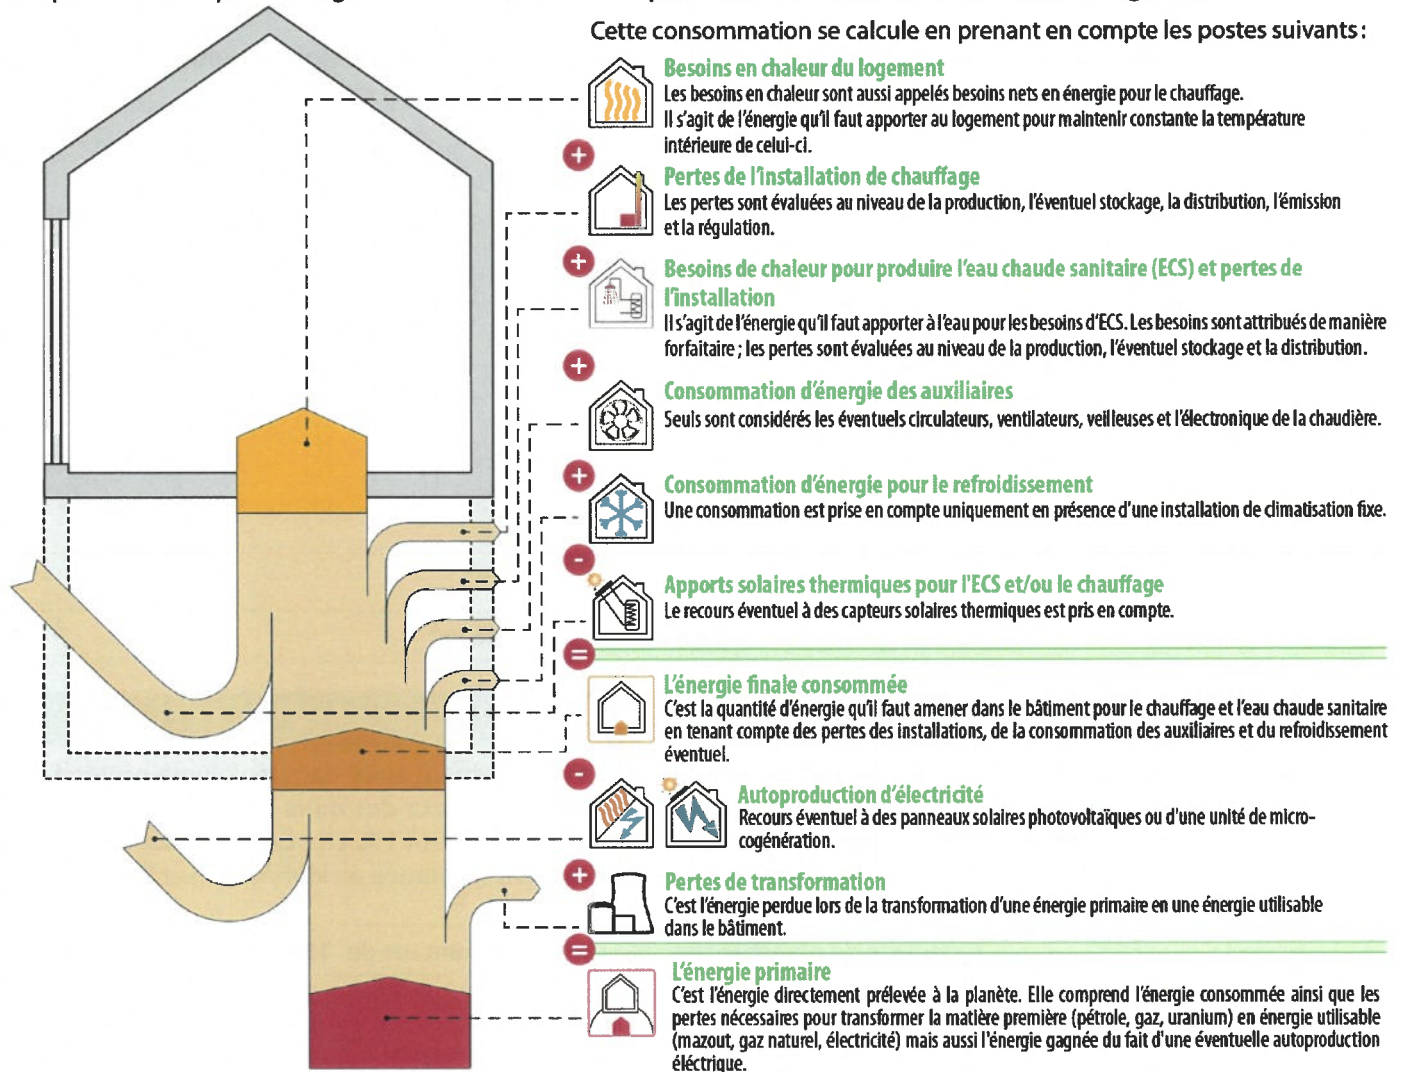 Cette consommation se calcule en prenant en compte les postes suivants :
Besoins en chaleur du logement
Les besoins en chaleur sont aussi appelés besoins nets en énergie pour le chauffage.
Il s'agit de l'énergie qu'il faut apporter au logement pour maintenir constante la température
intérieure de celui-ci.
+
Pertes de l'installation de chauffage
Les pertes sont évaluées au niveau de la production, l'éventuel stockage, la distribution, l'émission
et la régulation.
+
Besoins de chaleur pour produire l'eau chaude sanitaire (ECS) et pertes de
l'installation
Il s'agit de l'énergie qu'il faut apporter à l'eau pour les besoins d'ECS. Les besoins sont attribués de manière
forfaitaire ; les pertes sont évaluées au niveau de la production, l'éventuel stockage et la distribution.
+
Consommation d'énergie des auxiliaires
Seuls sont considérés les éventuels circulateurs, ventilateurs, veilleuses et l'électronique de la chaudière.
+
Consommation d'énergie pour le refroidissement
Une consommation est prise en compte uniquement en présence d'une installation de climatisation fixe.
-
Apports solaires thermiques pour l'ECS et/ou le chauffage
Le recours éventuel à des capteurs solaires thermiques est pris en compte.
=
L'énergie finale consommée
C'est la quantité d'énergie qu'il faut amener dans le bâtiment pour le chauffage et l'eau chaude sanitaire
en tenant compte des pertes des installations, de la consommation des auxiliaires et du refroidissement
éventuel.
-
Autoproduction d'électricité
Recours éventuel à des panneaux solaires photovoltaïques ou d'une unité de micro-
cogénération.
+
Pertes de transformation
C'est l'énergie perdue lors de la transformation d'une énergie primaire en une énergie utilisable
dans le bâtiment.
=
L'énergie primaire
C'est l'énergie directement prélevée à la planète. Elle comprend l'énergie consommée ainsi que les
pertes nécessaires pour transformer la matière première (pétrole, gaz, uranium) en énergie utilisable
(mazout, gaz naturel, électricité) mais aussi l'énergie gagnée du fait d'une éventuelle autoproduction
éléctrique.